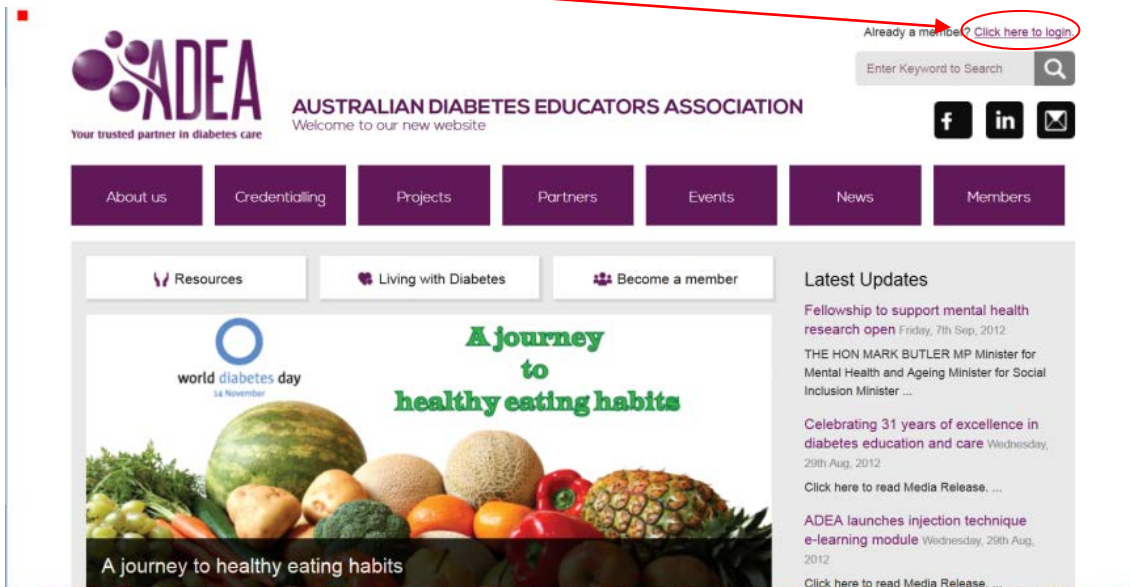 Already a member? Click here to login.
Enter Keyword to Search
ADEA
Your trusted partner in diabetes care
AUSTRALIAN DIABETES EDUCATORS ASSOCIATION
Welcome to our new website
f in
About us Credentialling Projects Partners Events News Members
Resources Living with Diabetes Become a member
world diabetes day
14 November
A journey
to
healthy eating habits
A journey to healthy eating habits
Latest Updates
Fellowship to support mental health
research open Friday, 7th Sep, 2012
THE HON MARK BUTLER MP Minister for
Mental Health and Ageing Minister for Social
Inclusion Minister ...
Celebrating 31 years of excellence in
diabetes education and care Wednesday,
29th Aug, 2012
Click here to read Media Release. ...
ADEA launches injection technique
e-learning module Wednesday, 29th Aug,
2012
Click here to read Media Release. ...